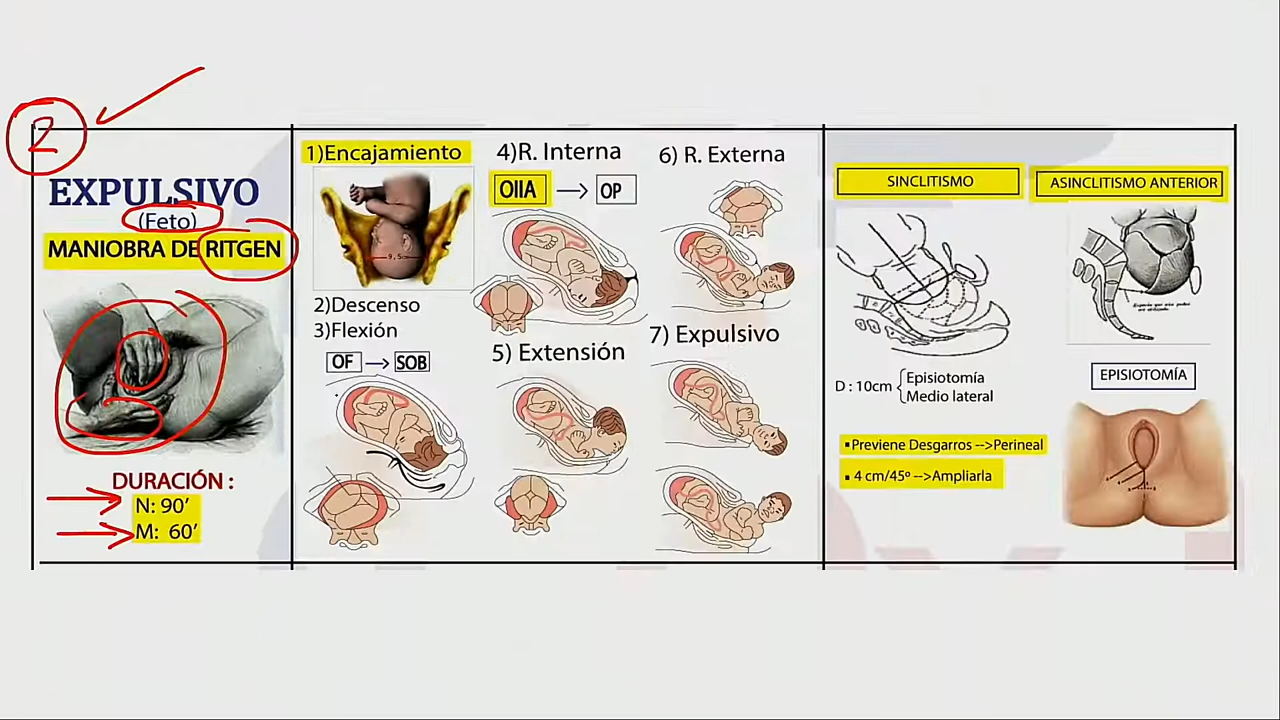 2
EXPULSIVO
(Feto)
MANIOBRA DE RITGEN
DURACIÓN :
N: 90’
M: 60’
1)Encajamiento
9,5cm
2)Descenso
3)Flexión
OF → SOB
4)R. Interna
OIIA → OP
5) Extensión
6) R. Externa
7) Expulsivo
SINCLITISMO
D : 10cm
Episiotomía
Medio lateral
▪Previene Desgarros -->Perineal
▪ 4 cm/45º -->Ampliarla
ASINCLITISMO ANTERIOR
EPISIOTOMÍA